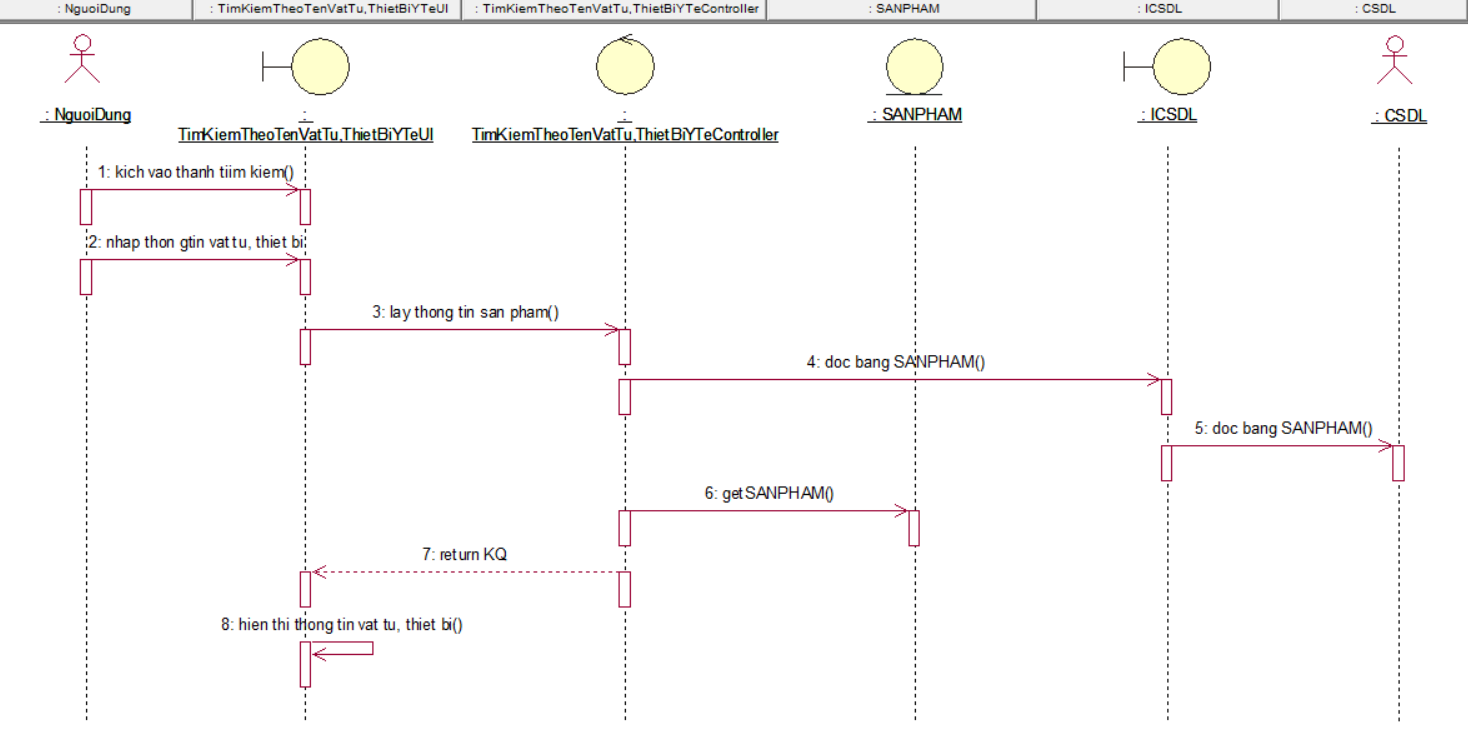 : NguoiDung
: TimKiemTheoTenVatTu,ThietBiYTeUI
: TimKiemTheoTenVatTu,ThietBiYTeController
: SANPHAM
: ICSDL
: CSDL
: NguoiDung
:
TimKiemTheoTenVatTu,ThietBiYTeUI
:
TimKiemTheoTenVatTu,ThietBiYTeController
: SANPHAM
: ICSDL
: CSDL
1: kich vao thanh tiim kiem()
2: nhap thon gtin vat tu, thiet bi
3: lay thong tin san pham()
4: doc bang SANPHAM()
5: doc bang SANPHAM()
6: getSANPHAM()
7: return KQ
8: hien thi thong tin vat tu, thiet bi()